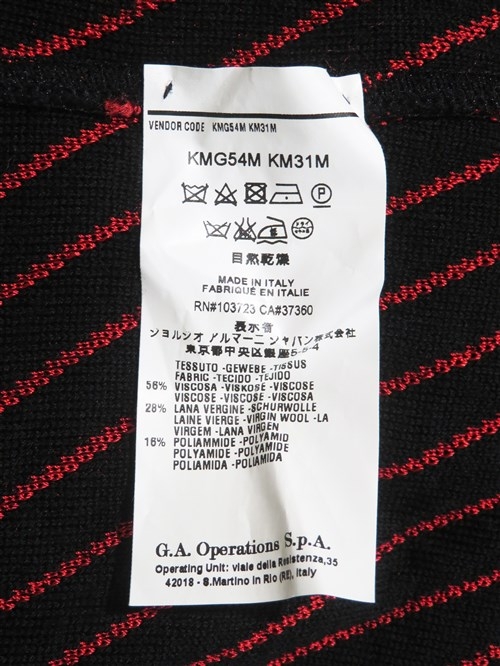 VENDOR CODE KMG54M KM31M
KMG54M KM31M
P
自然乾燥
MADE IN ITALY
FABRIQUÉ EN ITALIE
RN#103723 CA#37360
表示者
ジョルジオ アルマーニ ジャパン株式会社
東京都中央区銀座5-5-4
TESSUTO -GEWEBE -TISSUS
FABRIC -TECIDO -TEJIDO
56% VISCOSA -VISKOSE -VISCOSE
VISCOSE -VISCOSE -VISCOSA
28% LANA VERGINE -SCHURWOLLE
LAINE VIERGE -VIRGIN WOOL -LA
VIRGEM -LANA VIRGEN
16% POLIAMMIDE -POLYAMID
POLYAMIDE -POLYAMIDE
POLIAMIDA -POLIAMIDA
G.A. Operations S.p.A.
Operating Unit: viale della Resistenza,35
42018 - S.Martino in Rio (RE), Italy